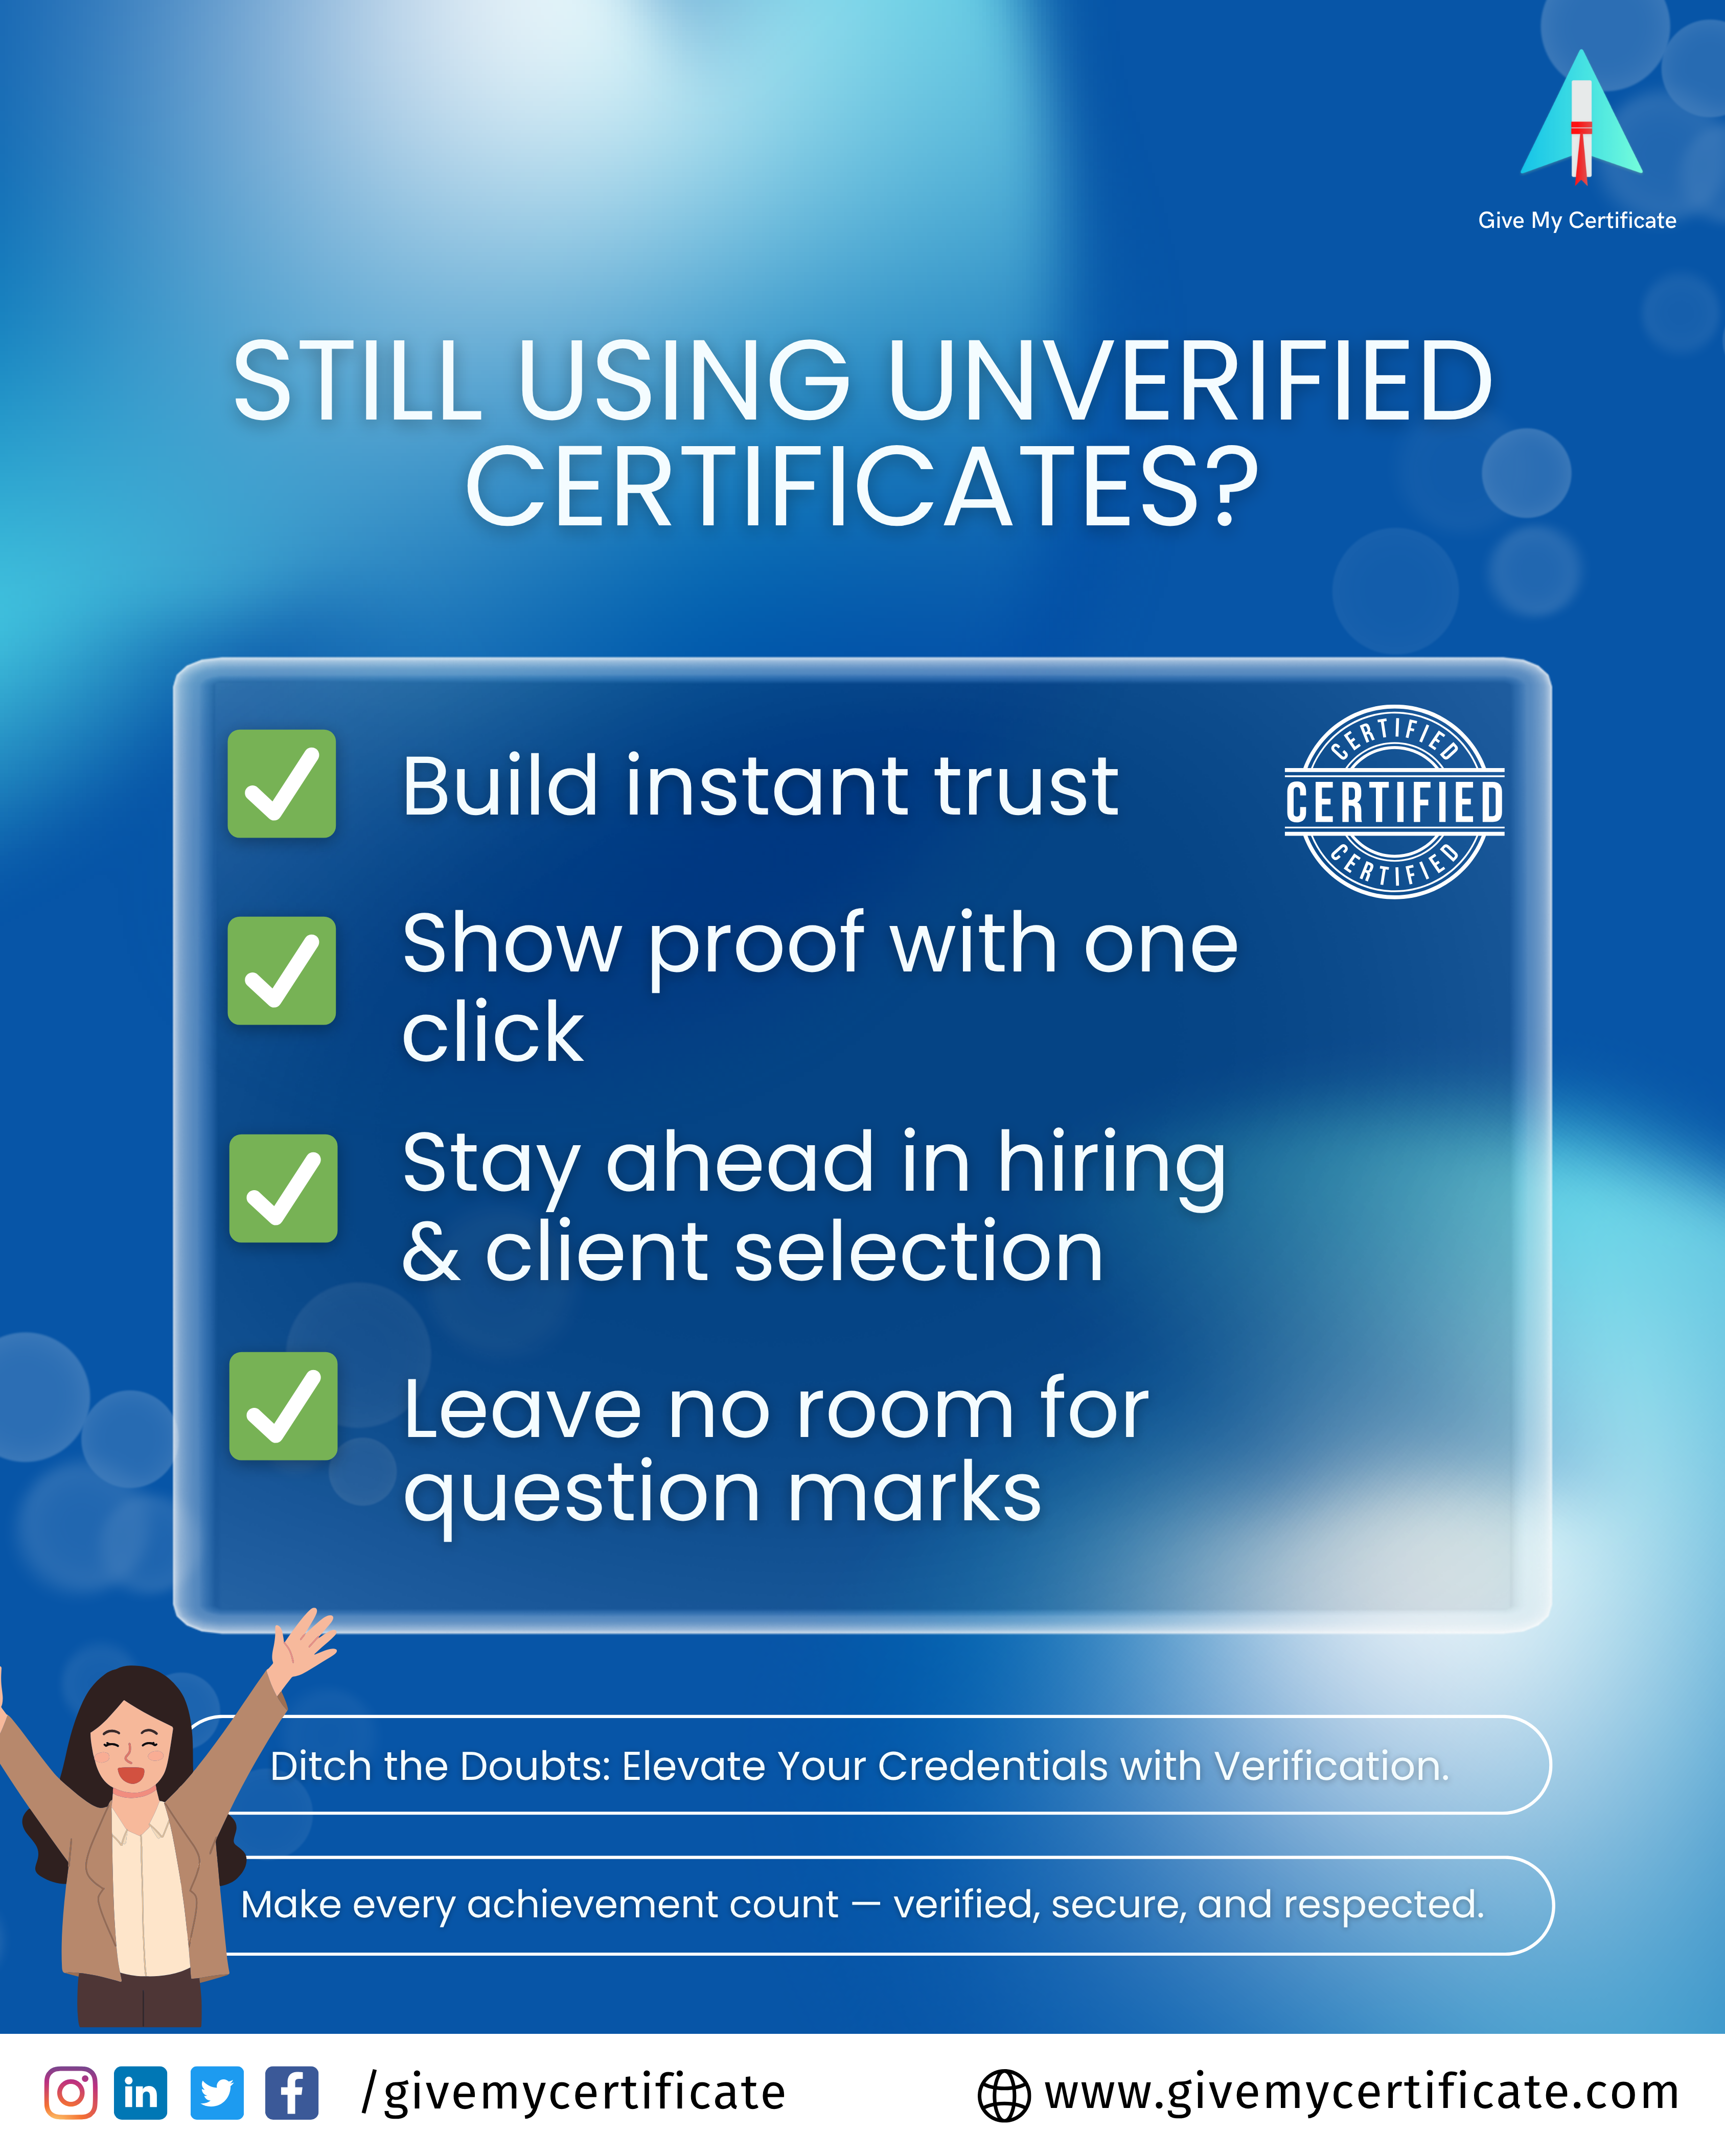 Give My Certificate
STILL USING UNVERIFIED
CERTIFICATES?
Build instant trust
CERTIFIED
CERTIFIED
CERTIFIED
Show proof with one
click
Stay ahead in hiring
& client selection
Leave no room for
question marks
Ditch the Doubts: Elevate Your Credentials with Verification.
Make every achievement count — verified, secure, and respected.
in
f
/givemycertificate
www.givemycertificate.com